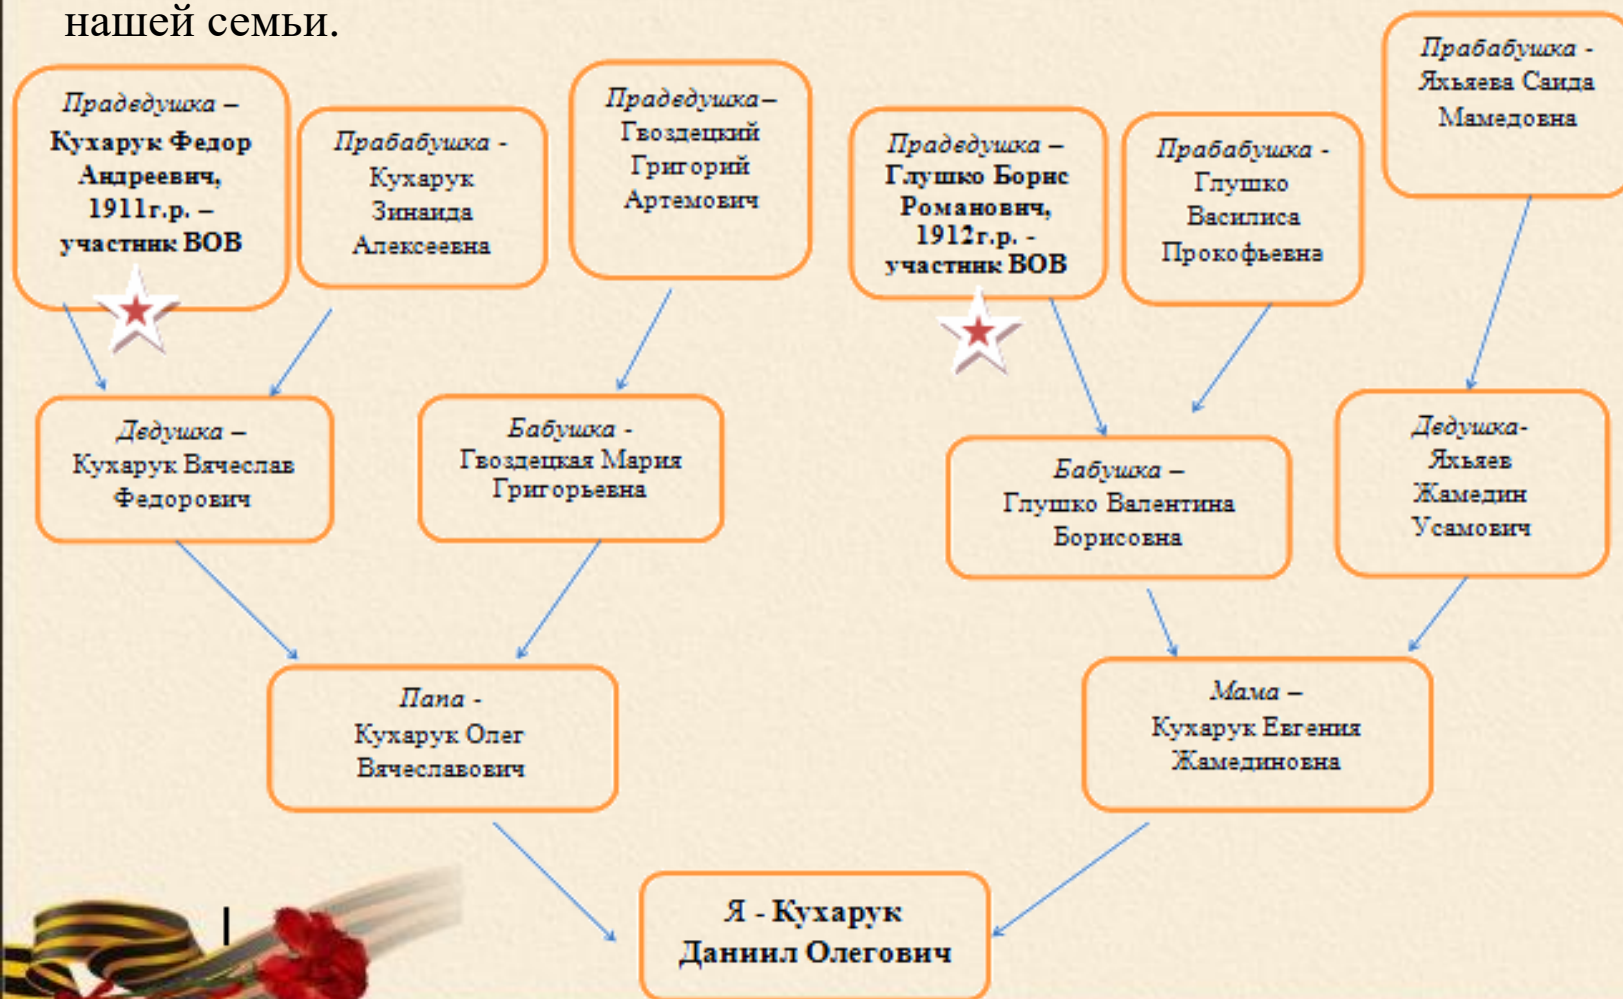 нашей семьи.
Прадедушка –
Кухарук Федор
Андреевич,
1911г.р. –
участник ВОВ
Прабабушка -
Кухарук
Зинаида
Алексеевна
Прадедушка–
Гвоздецкий
Григорий
Артемович
Прадедушка –
Глушко Борис
Романович,
1912г.р. -
участник ВОВ
Прабабушка -
Глушко
Василиса
Прокофьевна
Прабабушка -
Яхьяева Саида
Мамедовна
Дедушка –
Кухарук Вячеслав
Федорович
Бабушка -
Гвоздецкая Мария
Григорьевна
Бабушка –
Глушко Валентина
Борисовна
Дедушка-
Яхьяев
Жамедин
Усамович
Папа -
Кухарук Олег
Вячеславович
Мама –
Кухарук Евгения
Жамединовна
Я - Кухарук
Даниил Олегович